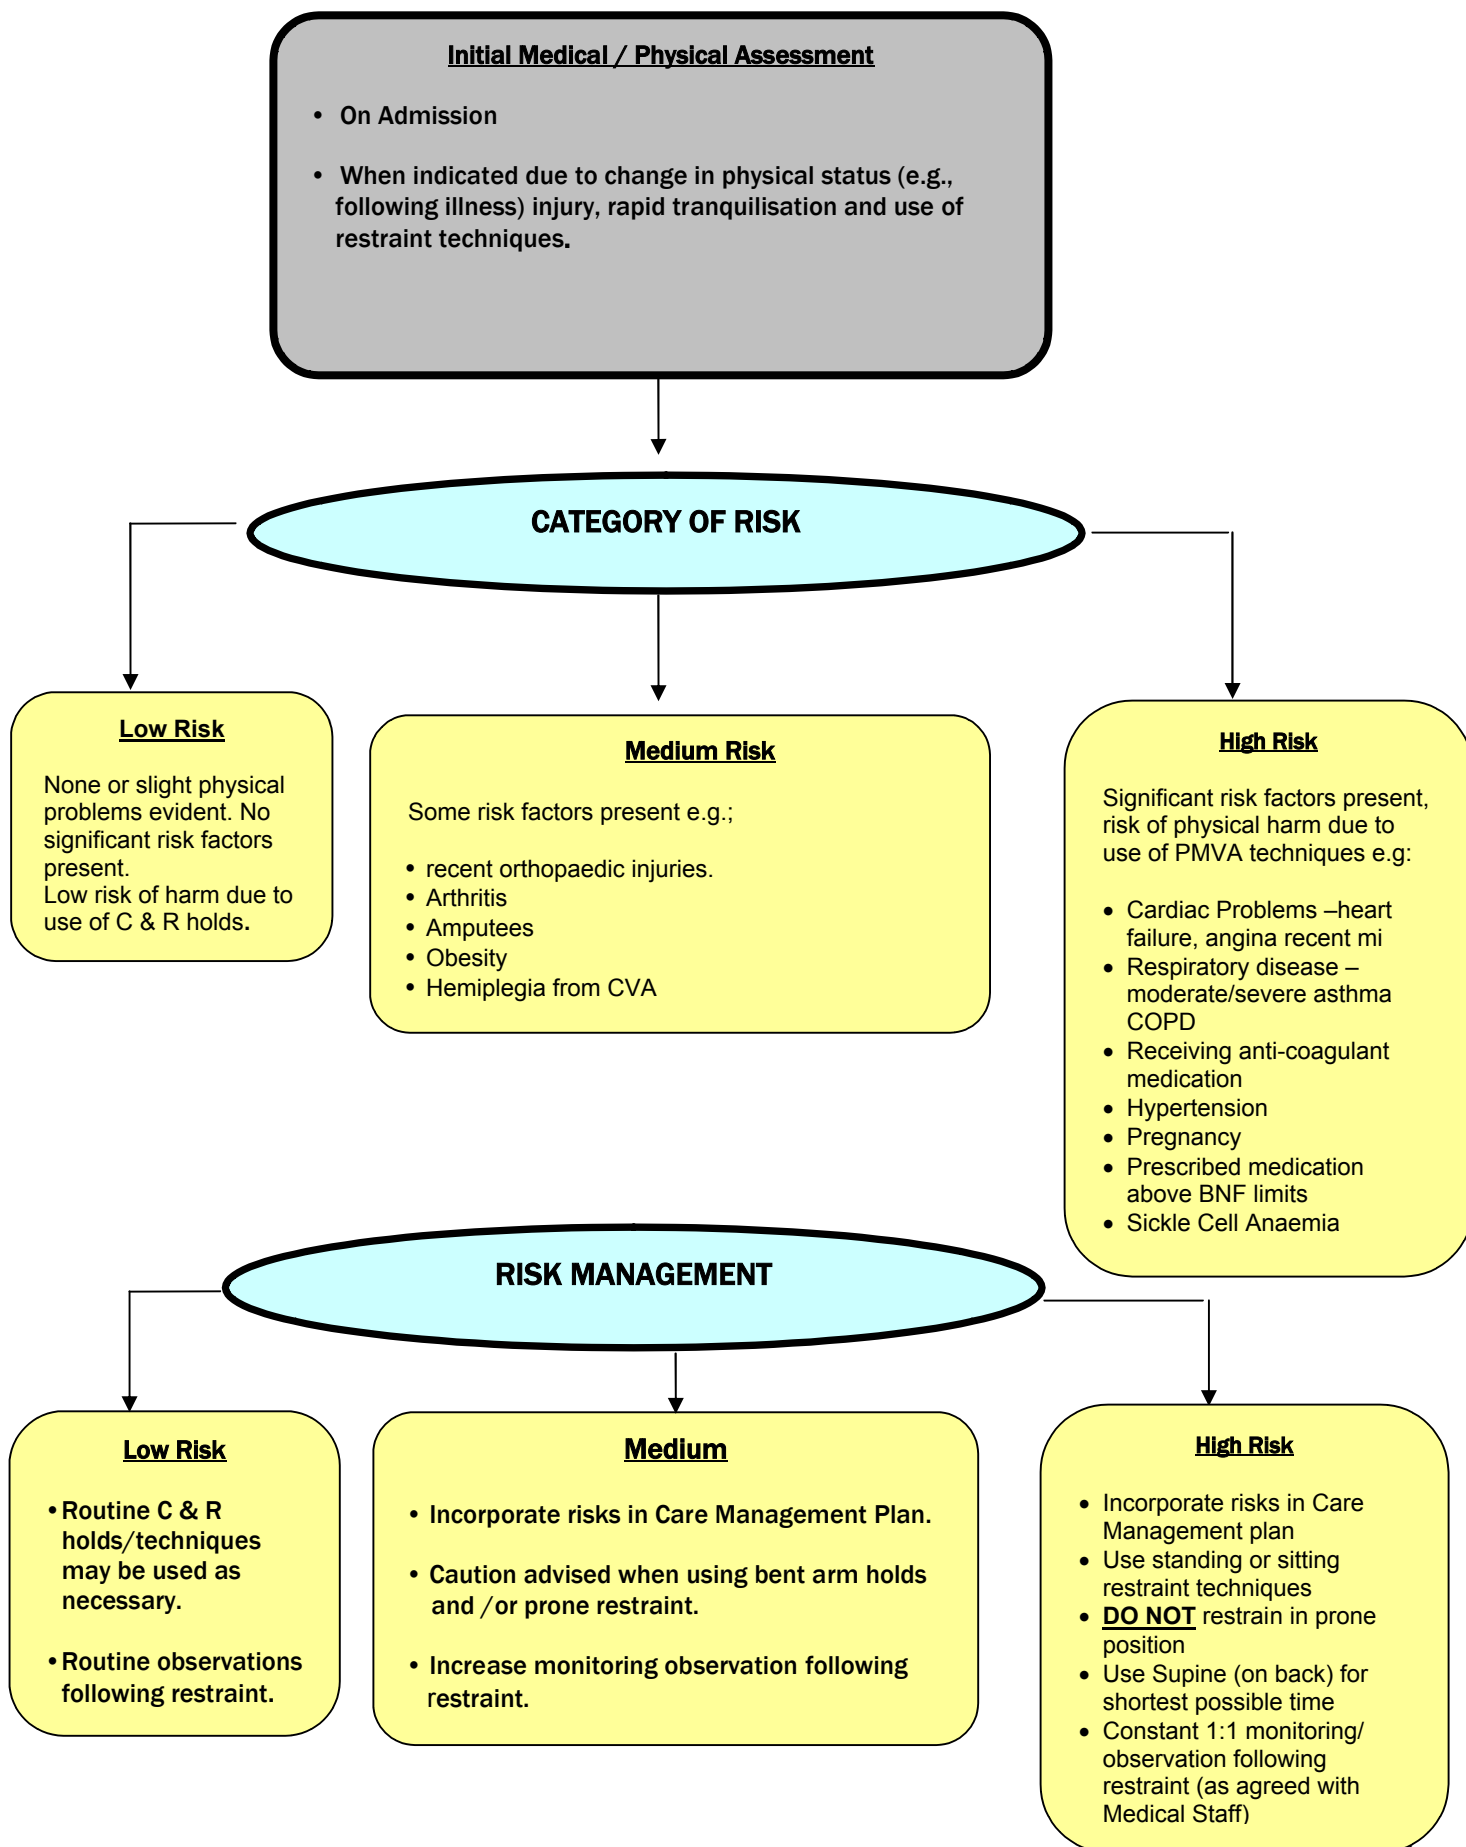 Initial Medical / Physical Assessment
• On Admission
• When indicated due to change in physical status (e.g.,
following illness) injury, rapid tranquilisation and use of
restraint techniques.
CATEGORY OF RISK
Low Risk
None or slight physical
problems evident. No
significant risk factors
present.
Low risk of harm due to
use of C & R holds.
Medium Risk
Some risk factors present e.g.;
• recent orthopaedic injuries.
• Arthritis
• Amputees
• Obesity
• Hemiplegia from CVA
High Risk
Significant risk factors present,
risk of physical harm due to
use of PMVA techniques e.g:
• Cardiac Problems –heart
failure, angina recent mi
• Respiratory disease –
moderate/severe asthma
COPD
• Receiving anti-coagulant
medication
• Hypertension
• Pregnancy
• Prescribed medication
above BNF limits
• Sickle Cell Anaemia
RISK MANAGEMENT
Low Risk
• Routine C & R
holds/techniques
may be used as
necessary.
• Routine observations
following restraint.
Medium
• Incorporate risks in Care Management Plan.
• Caution advised when using bent arm holds
and /or prone restraint.
• Increase monitoring observation following
restraint.
High Risk
• Incorporate risks in Care
Management plan
• Use standing or sitting
restraint techniques
• DO NOT restrain in prone
position
• Use Supine (on back) for
shortest possible time
• Constant 1:1 monitoring/
observation following
restraint (as agreed with
Medical Staff)